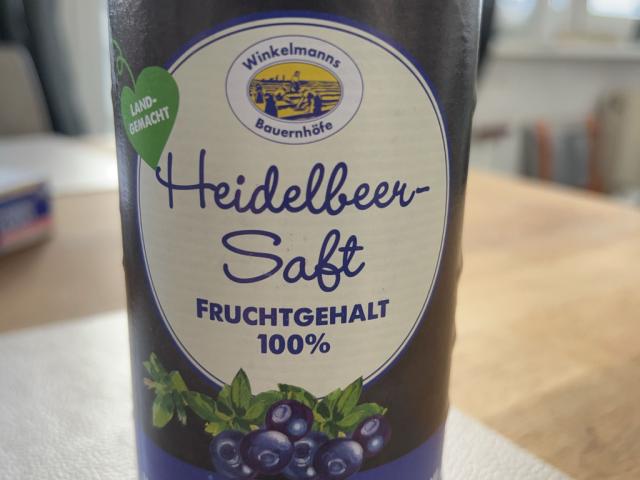 Winkelmanns
Bauernhöfe
LAND-
GEMACHT
Heidelbeer-
Saft
FRUCHTGEHALT
100%